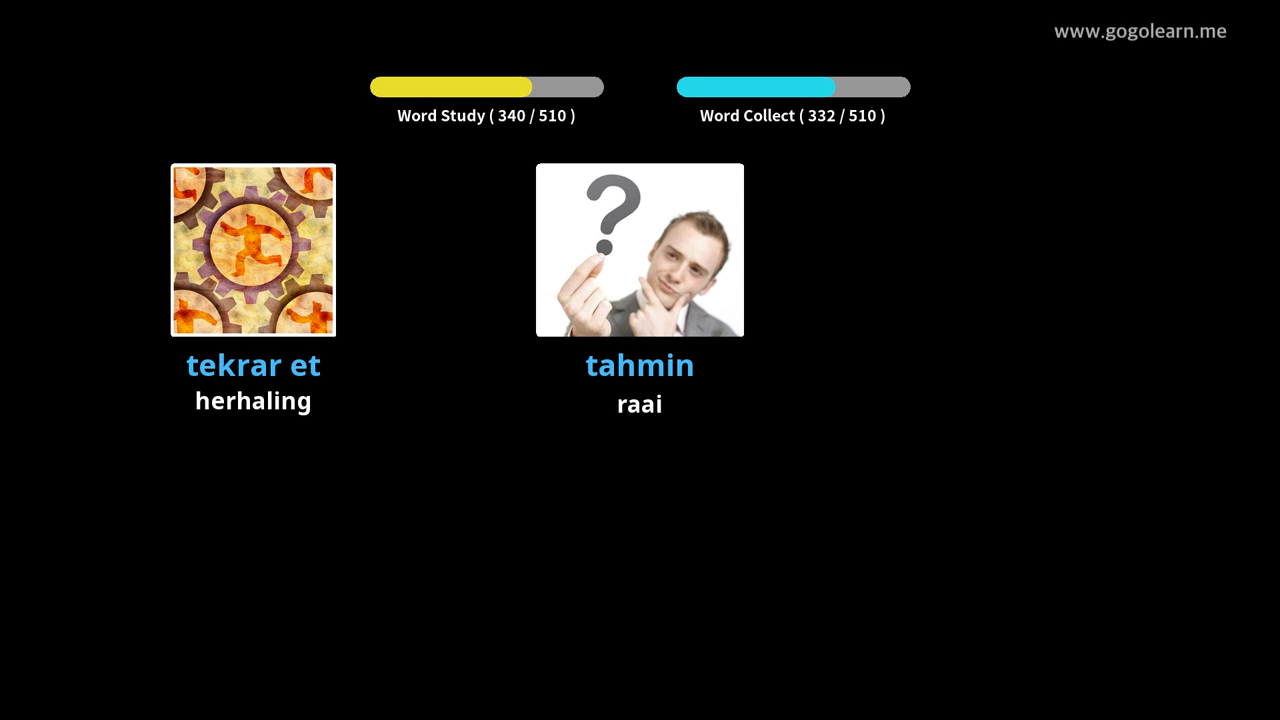 www.gogolearn.me
Word Study ( 340 / 510 )
Word Collect ( 332 / 510 )
tekrar et
herhaling
tahmin
raai